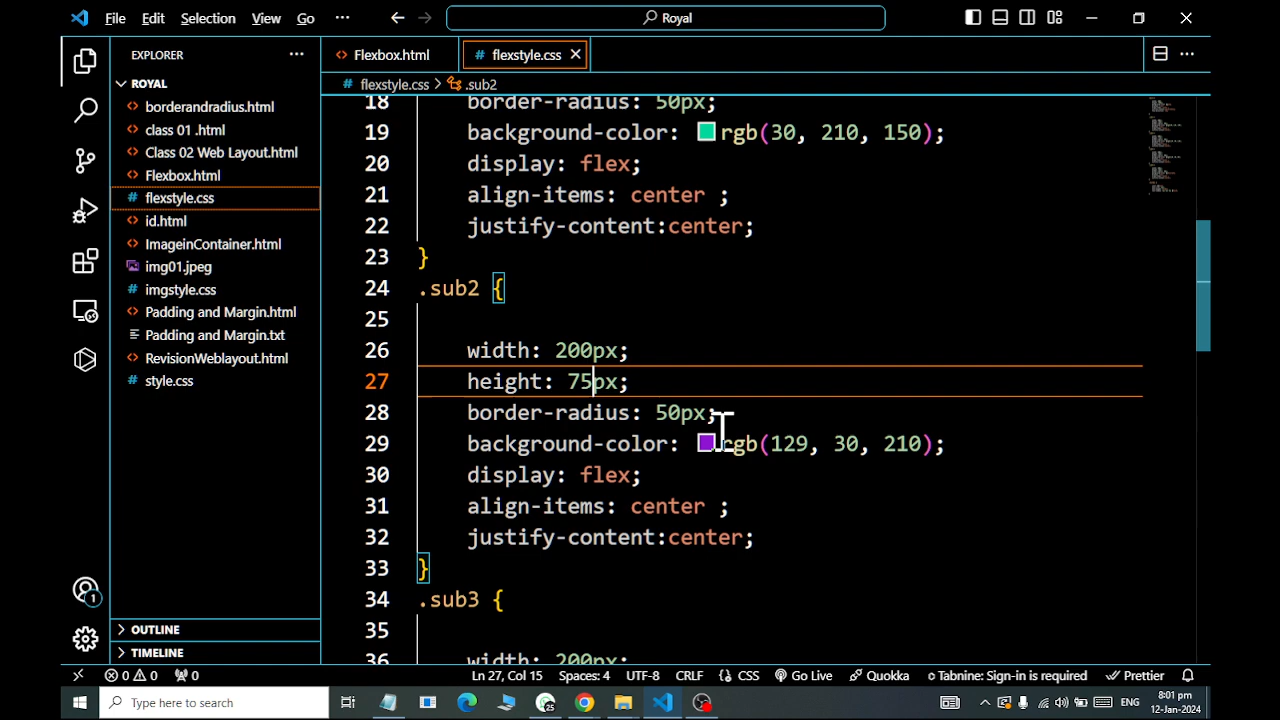 File Edit Selection View Go ··· Royal
EXPLORER ···
ROYAL
borderandradius.html
class 01 .html
Class 02 Web Layout.html
Flexbox.html
flexstyle.css
id.html
ImageinContainer.html
img01.jpeg
imgstyle.css
Padding and Margin.html
Padding and Margin.txt
RevisionWeblayout.html
style.css
OUTLINE
TIMELINE
Flexbox.html # flexstyle.css
# flexstyle.css > .sub2
18 border-radius: 50px;
19 background-color: rgb(30, 210, 150);
20 display: flex;
21 align-items: center ;
22 justify-content:center;
23 }
24 .sub2 {
25
26 width: 200px;
27 height: 75px;
28 border-radius: 50px;
29 background-color: rgb(129, 30, 210);
30 display: flex;
31 align-items: center ;
32 justify-content:center;
33 }
34 .sub3 {
35
36 width: 200px;
1
0 0 0 Ln 27, Col 15 Spaces: 4 UTF-8 CRLF CSS Go Live Quokka Tabnine: Sign-in is required Prettier
Type here to search 25 ENG 8:01 pm
12-Jan-2024